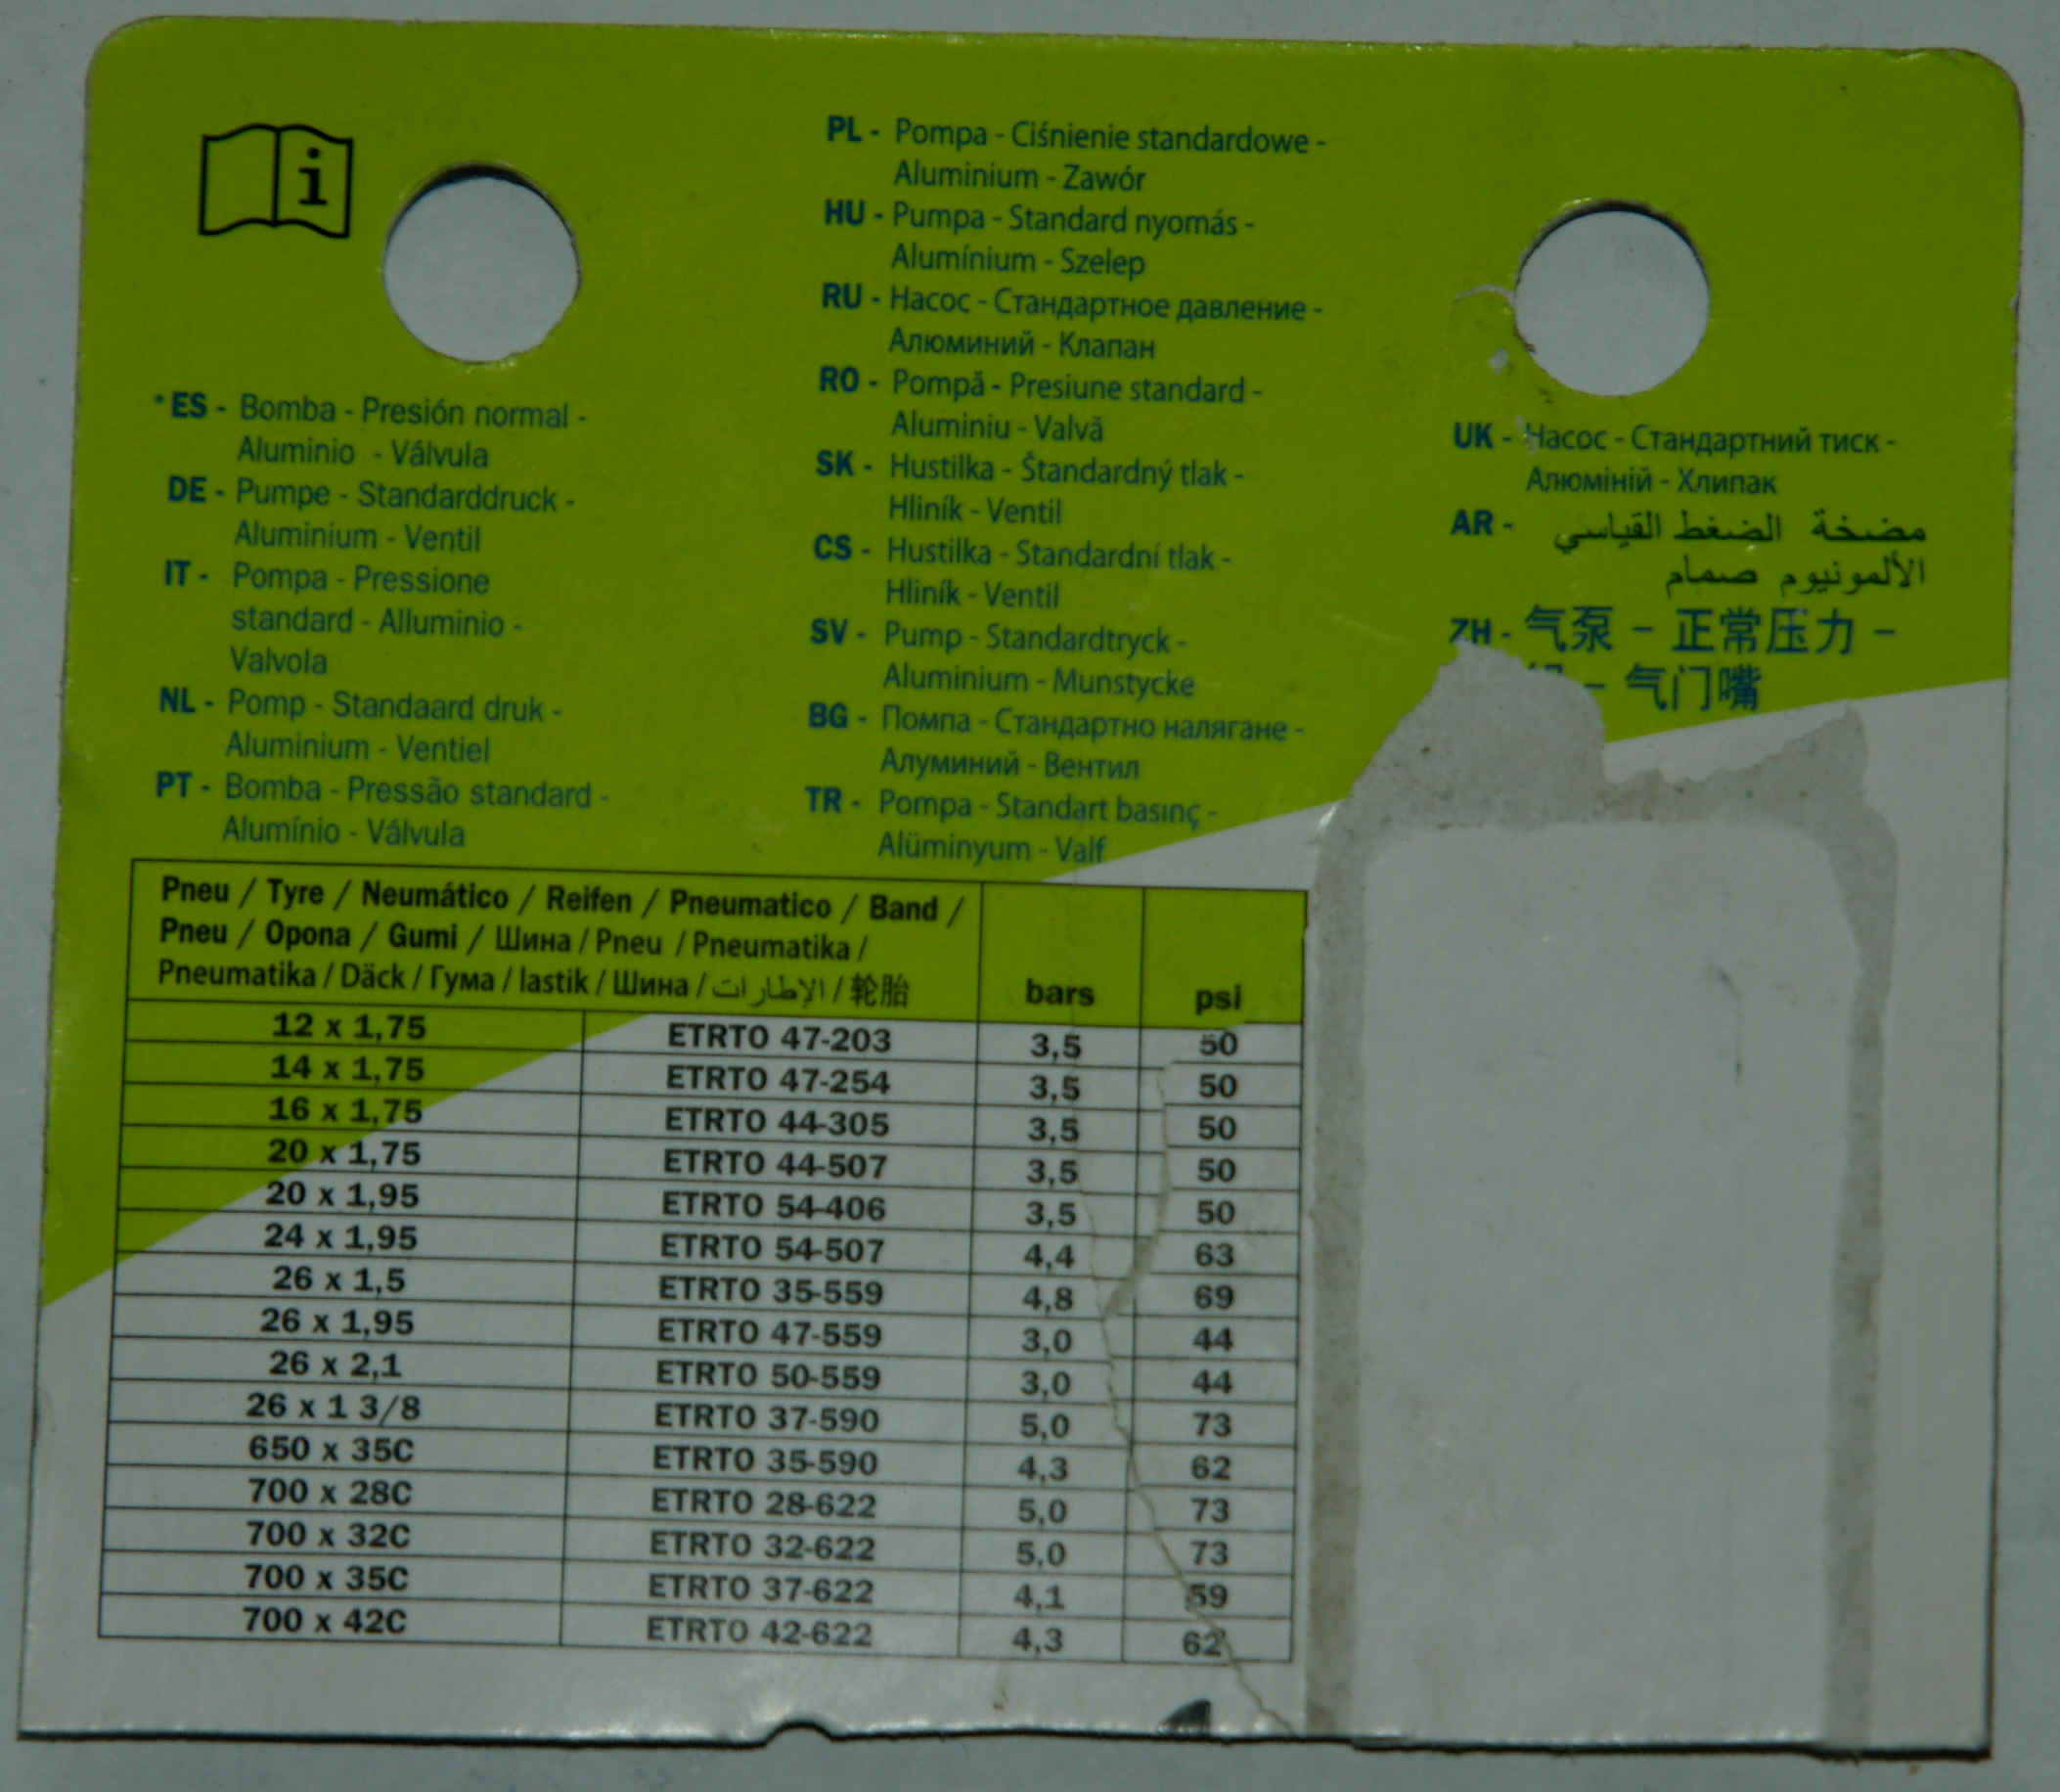 i
* ES - Bomba - Presión normal -
Aluminio - Válvula
DE - Pumpe - Standarddruck -
Aluminium - Ventil
IT - Pompa - Pressione
standard - Alluminio -
Valvola
NL - Pomp - Standaard druk -
Aluminium - Ventiel
PT - Bomba - Pressão standard -
Alumínio - Válvula
PL - Pompa - Ciśnienie standardowe -
Aluminium - Zawór
HU - Pumpa - Standard nyomás -
Alumínium - Szelep
RU - Насос - Стандартное давление -
Алюминий - Клапан
RO - Pompă - Presiune standard -
Aluminiu - Valvă
SK - Hustilka - Štandardný tlak -
Hliník - Ventil
CS - Hustilka - Standardní tlak -
Hliník - Ventil
SV - Pump - Standardtryck -
Aluminium - Munstycke
BG - Помпа - Стандартно налягане -
Алуминий - Вентил
TR - Pompa - Standart basınç -
Alüminyum - Valf
UK - Насос - Стандартний тиск -
Алюміній - Хлипак
AR - مضخة الضغط القياسي
الألمونيوم صمام
ZH - 气泵 - 正常压力 -
- 气门嘴
Pneu / Tyre / Neumático / Reifen / Pneumatico / Band /
Pneu / Opona / Gumi / Шина / Pneu / Pneumatika /
Pneumatika / Däck / Гума / lastik / Шина / الإطارات / 轮胎 bars psi
12 x 1,75 ETRTO 47-203 3,5 50
14 x 1,75 ETRTO 47-254 3,5 50
16 x 1,75 ETRTO 44-305 3,5 50
20 x 1,75 ETRTO 44-507 3,5 50
20 x 1,95 ETRTO 54-406 3,5 50
24 x 1,95 ETRTO 54-507 4,4 63
26 x 1,5 ETRTO 35-559 4,8 69
26 x 1,95 ETRTO 47-559 3,0 44
26 x 2,1 ETRTO 50-559 3,0 44
26 x 1 3/8 ETRTO 37-590 5,0 73
650 x 35C ETRTO 35-590 4,3 62
700 x 28C ETRTO 28-622 5,0 73
700 x 32C ETRTO 32-622 5,0 73
700 x 35C ETRTO 37-622 4,1 59
700 x 42C ETRTO 42-622 4,3 62